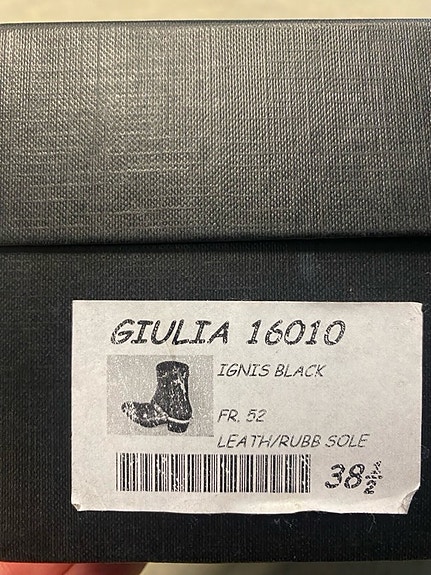 GIULIA 16010
IGNIS BLACK
FR. 52
LEATH/RUBB SOLE
38